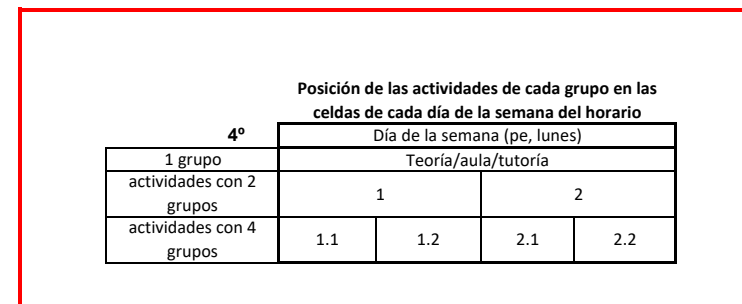 Posición de las actividades de cada grupo en las
celdas de cada día de la semana del horario
4º Día de la semana (pe, lunes)
1 grupo Teoría/aula/tutoría
actividades con 2
grupos
1 2
actividades con 4
grupos
1.1 1.2 2.1 2.2